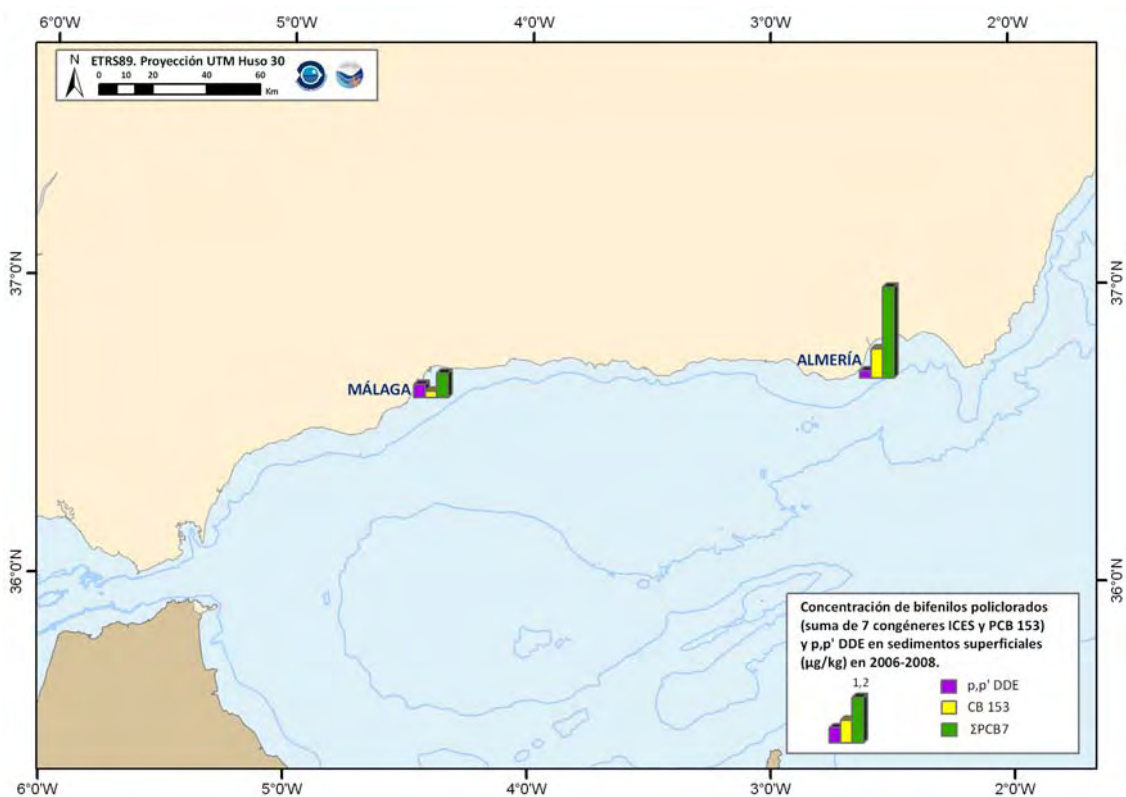 6°0'W 5°0'W 4°0'W 3°0'W 2°0'W
N ETRS89. Proyección UTM Huso 30
0 10 20 40 60
Km
37°0'N 37°0'N
ALMERÍA
MÁLAGA
36°0'N 36°0'N
Concentración de bifenilos policlorados
(suma de 7 congéneres ICES y PCB 153)
y p,p' DDE en sedimentos superficiales
(µg/kg) en 2006-2008.
1,2
p,p' DDE
CB 153
ΣPCB7
6°0'W 5°0'W 4°0'W 3°0'W 2°0'W